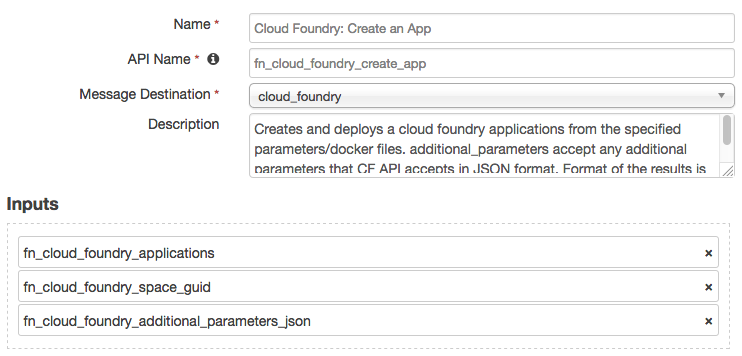 Name * Cloud Foundry: Create an App
API Name * fn_cloud_foundry_create_app
Message Destination * cloud_foundry
Description Creates and deploys a cloud foundry applications from the specified
parameters/docker files. additional_parameters accept any additional
parameters that CF API accepts in JSON format. Format of the results is
Inputs
fn_cloud_foundry_applications ×
fn_cloud_foundry_space_guid ×
fn_cloud_foundry_additional_parameters_json ×